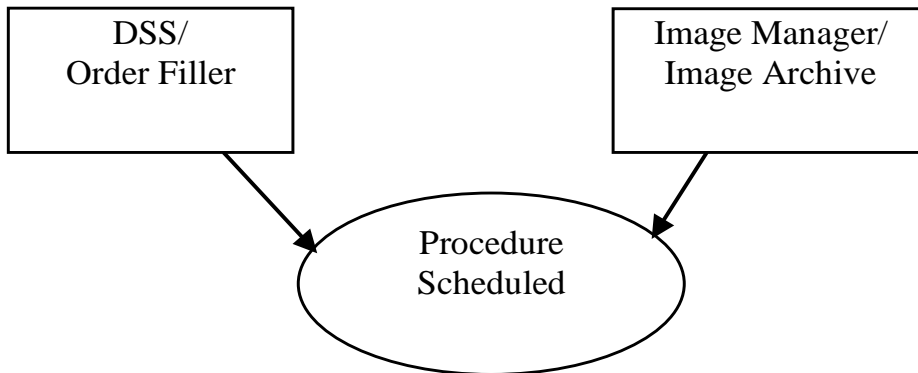 DSS/
Order Filler
Image Manager/
Image Archive
Procedure
Scheduled